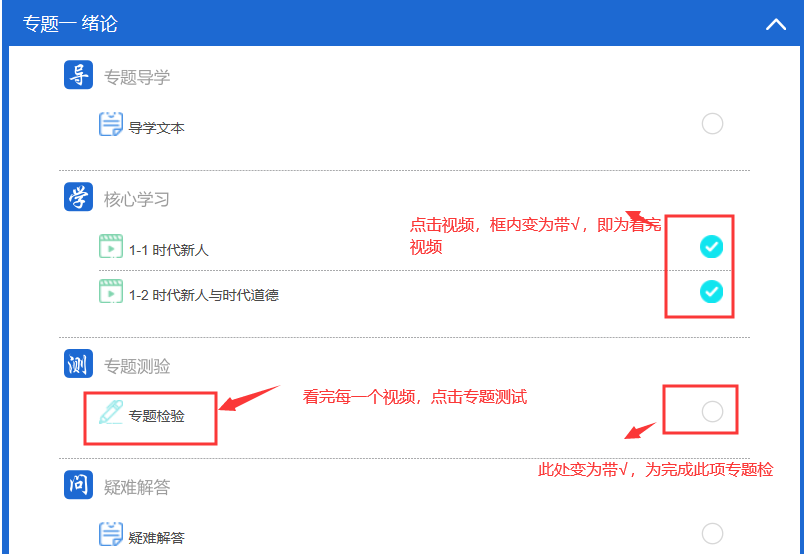 专题一 绪论
导 专题导学
导学文本
学 核心学习
点击视频，框内变为带√，即为看完
视频
1-1 时代新人
1-2 时代新人与时代道德
测 专题测验
看完每一个视频，点击专题测试
专题检验
此处变为带√，为完成此项专题检
问 疑难解答
疑难解答